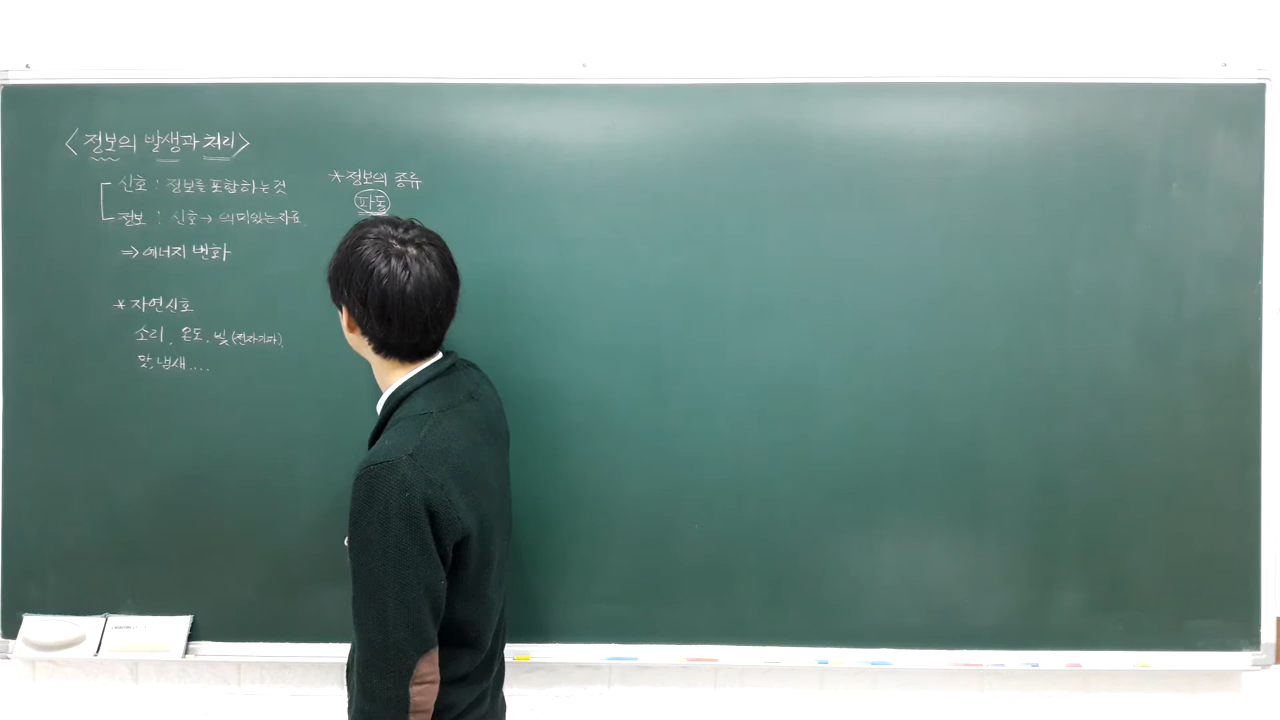 <정보의 발생과 처리>
신호 : 정보를 포함하는 것
정보 : 신호 → 의미있는 자료
⇒ 에너지 변화
* 자연신호
소리, 온도, 빛(전자기파),
맛, 냄새....
* 정보의 종류
파동